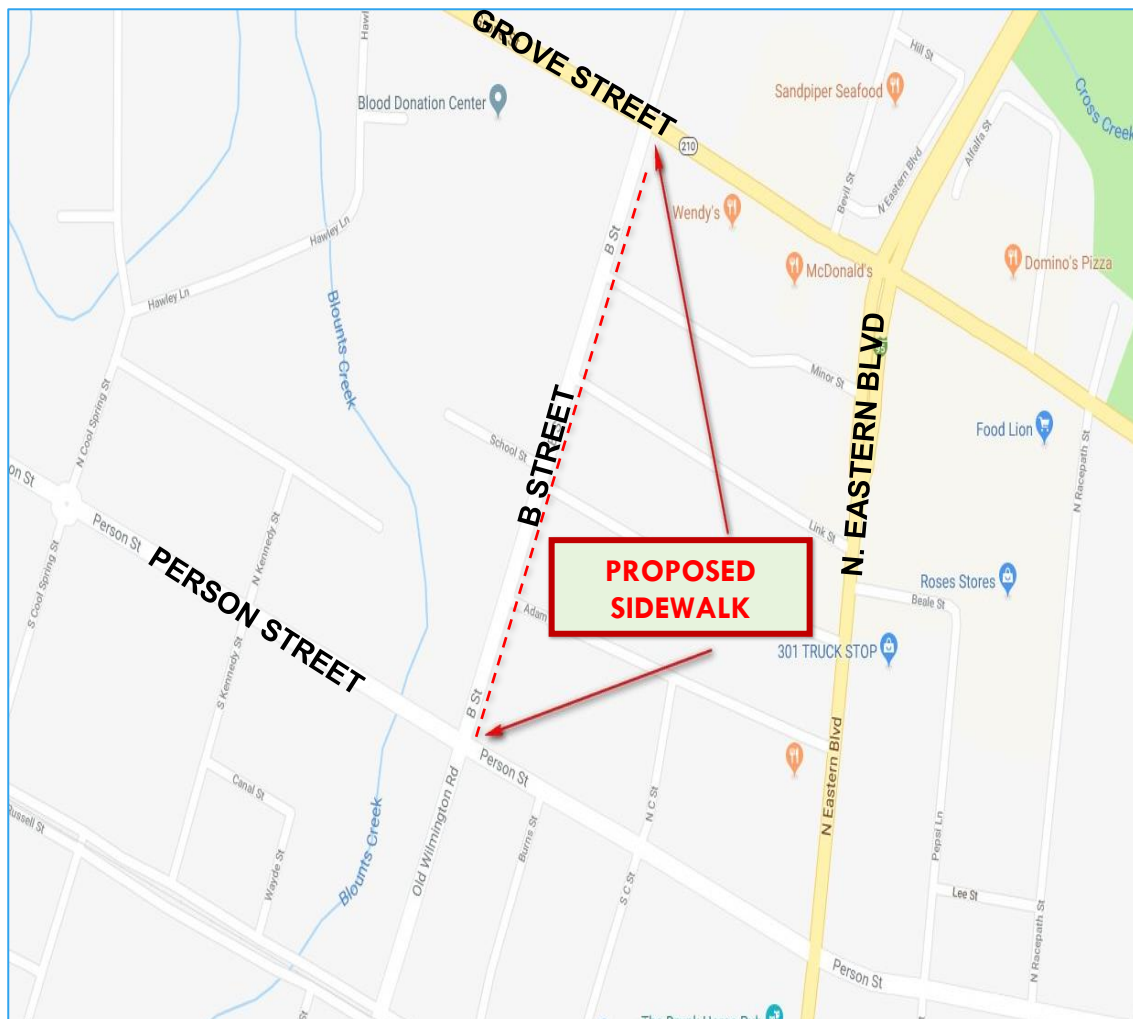 GROVE STREET
Hawl
Hill St
Sandpiper Seafood
Blood Donation Center
Cross Creek
Alfalfa St
210
N Eastern Blvd
Bevil St
Wendy's
Hawley Ln
B St
McDonald's
Domino's Pizza
Hawley Ln
Blounts Creek
Minor St
N. EASTERN BLVD
N Cool Spring St
B STREET
Food Lion
School St
N Racepath St
on St
Person St
Link St
PERSON STREET
N Kennedy St
PROPOSED
SIDEWALK
Roses Stores
Beale St
S Cool Spring St
Adam
301 TRUCK STOP
S Kennedy St
B St
Person St
N Eastern Blvd
Canal St
N C St
Russell St
Old Wilmington Rd
Burns St
Pepsi Ln
Wayde St
Blounts Creek
S C St
Lee St
N Racepath St
Person St